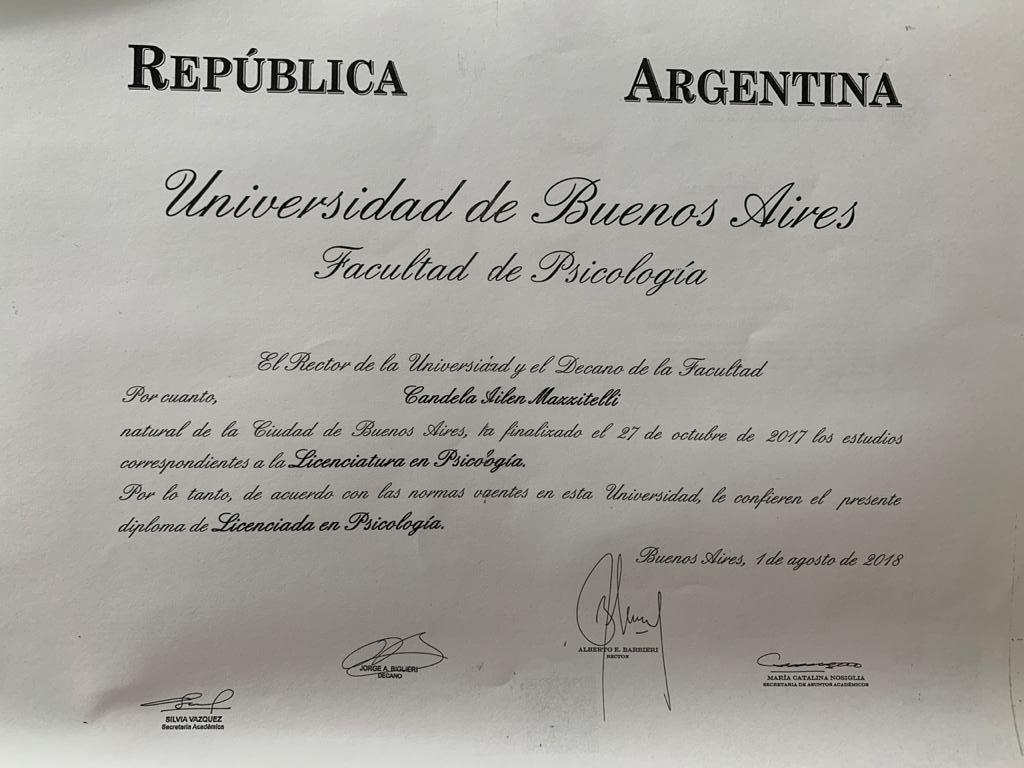 REPÚBLICA ARGENTINA
Universidad de Buenos Aires
Facultad de Psicología
El Rector de la Universidad y el Decano de la Facultad
Por cuanto, Candela Ailen Mazzitelli
natural de la Ciudad de Buenos Aires, ha finalizado el 27 de octubre de 2017 los estudios
correspondientes a la Licenciatura en Psicología.
Por lo tanto, de acuerdo con las normas vigentes en esta Universidad, le confieren el presente
diploma de Licenciada en Psicología.
Buenos Aires, 1 de agosto de 2018
ALBERTO E. BARBIERI
RECTOR
JORGE A. BIGLIERI
DECANO
MARÍA CATALINA NOSIGLIA
SECRETARIA DE ASUNTOS ACADÉMICOS
SILVIA VAZQUEZ
Secretaria Académica